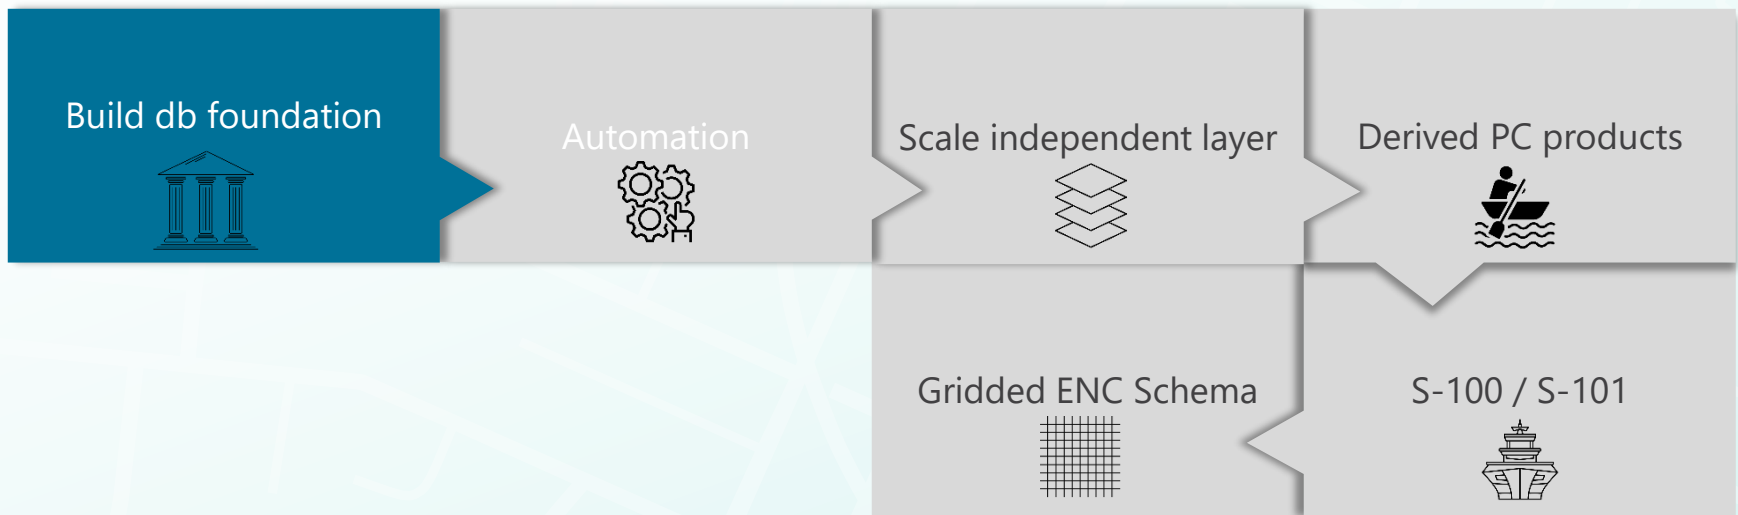 Build db foundation
Automation
Scale independent layer
Derived PC products
S-100 / S-101
Gridded ENC Schema